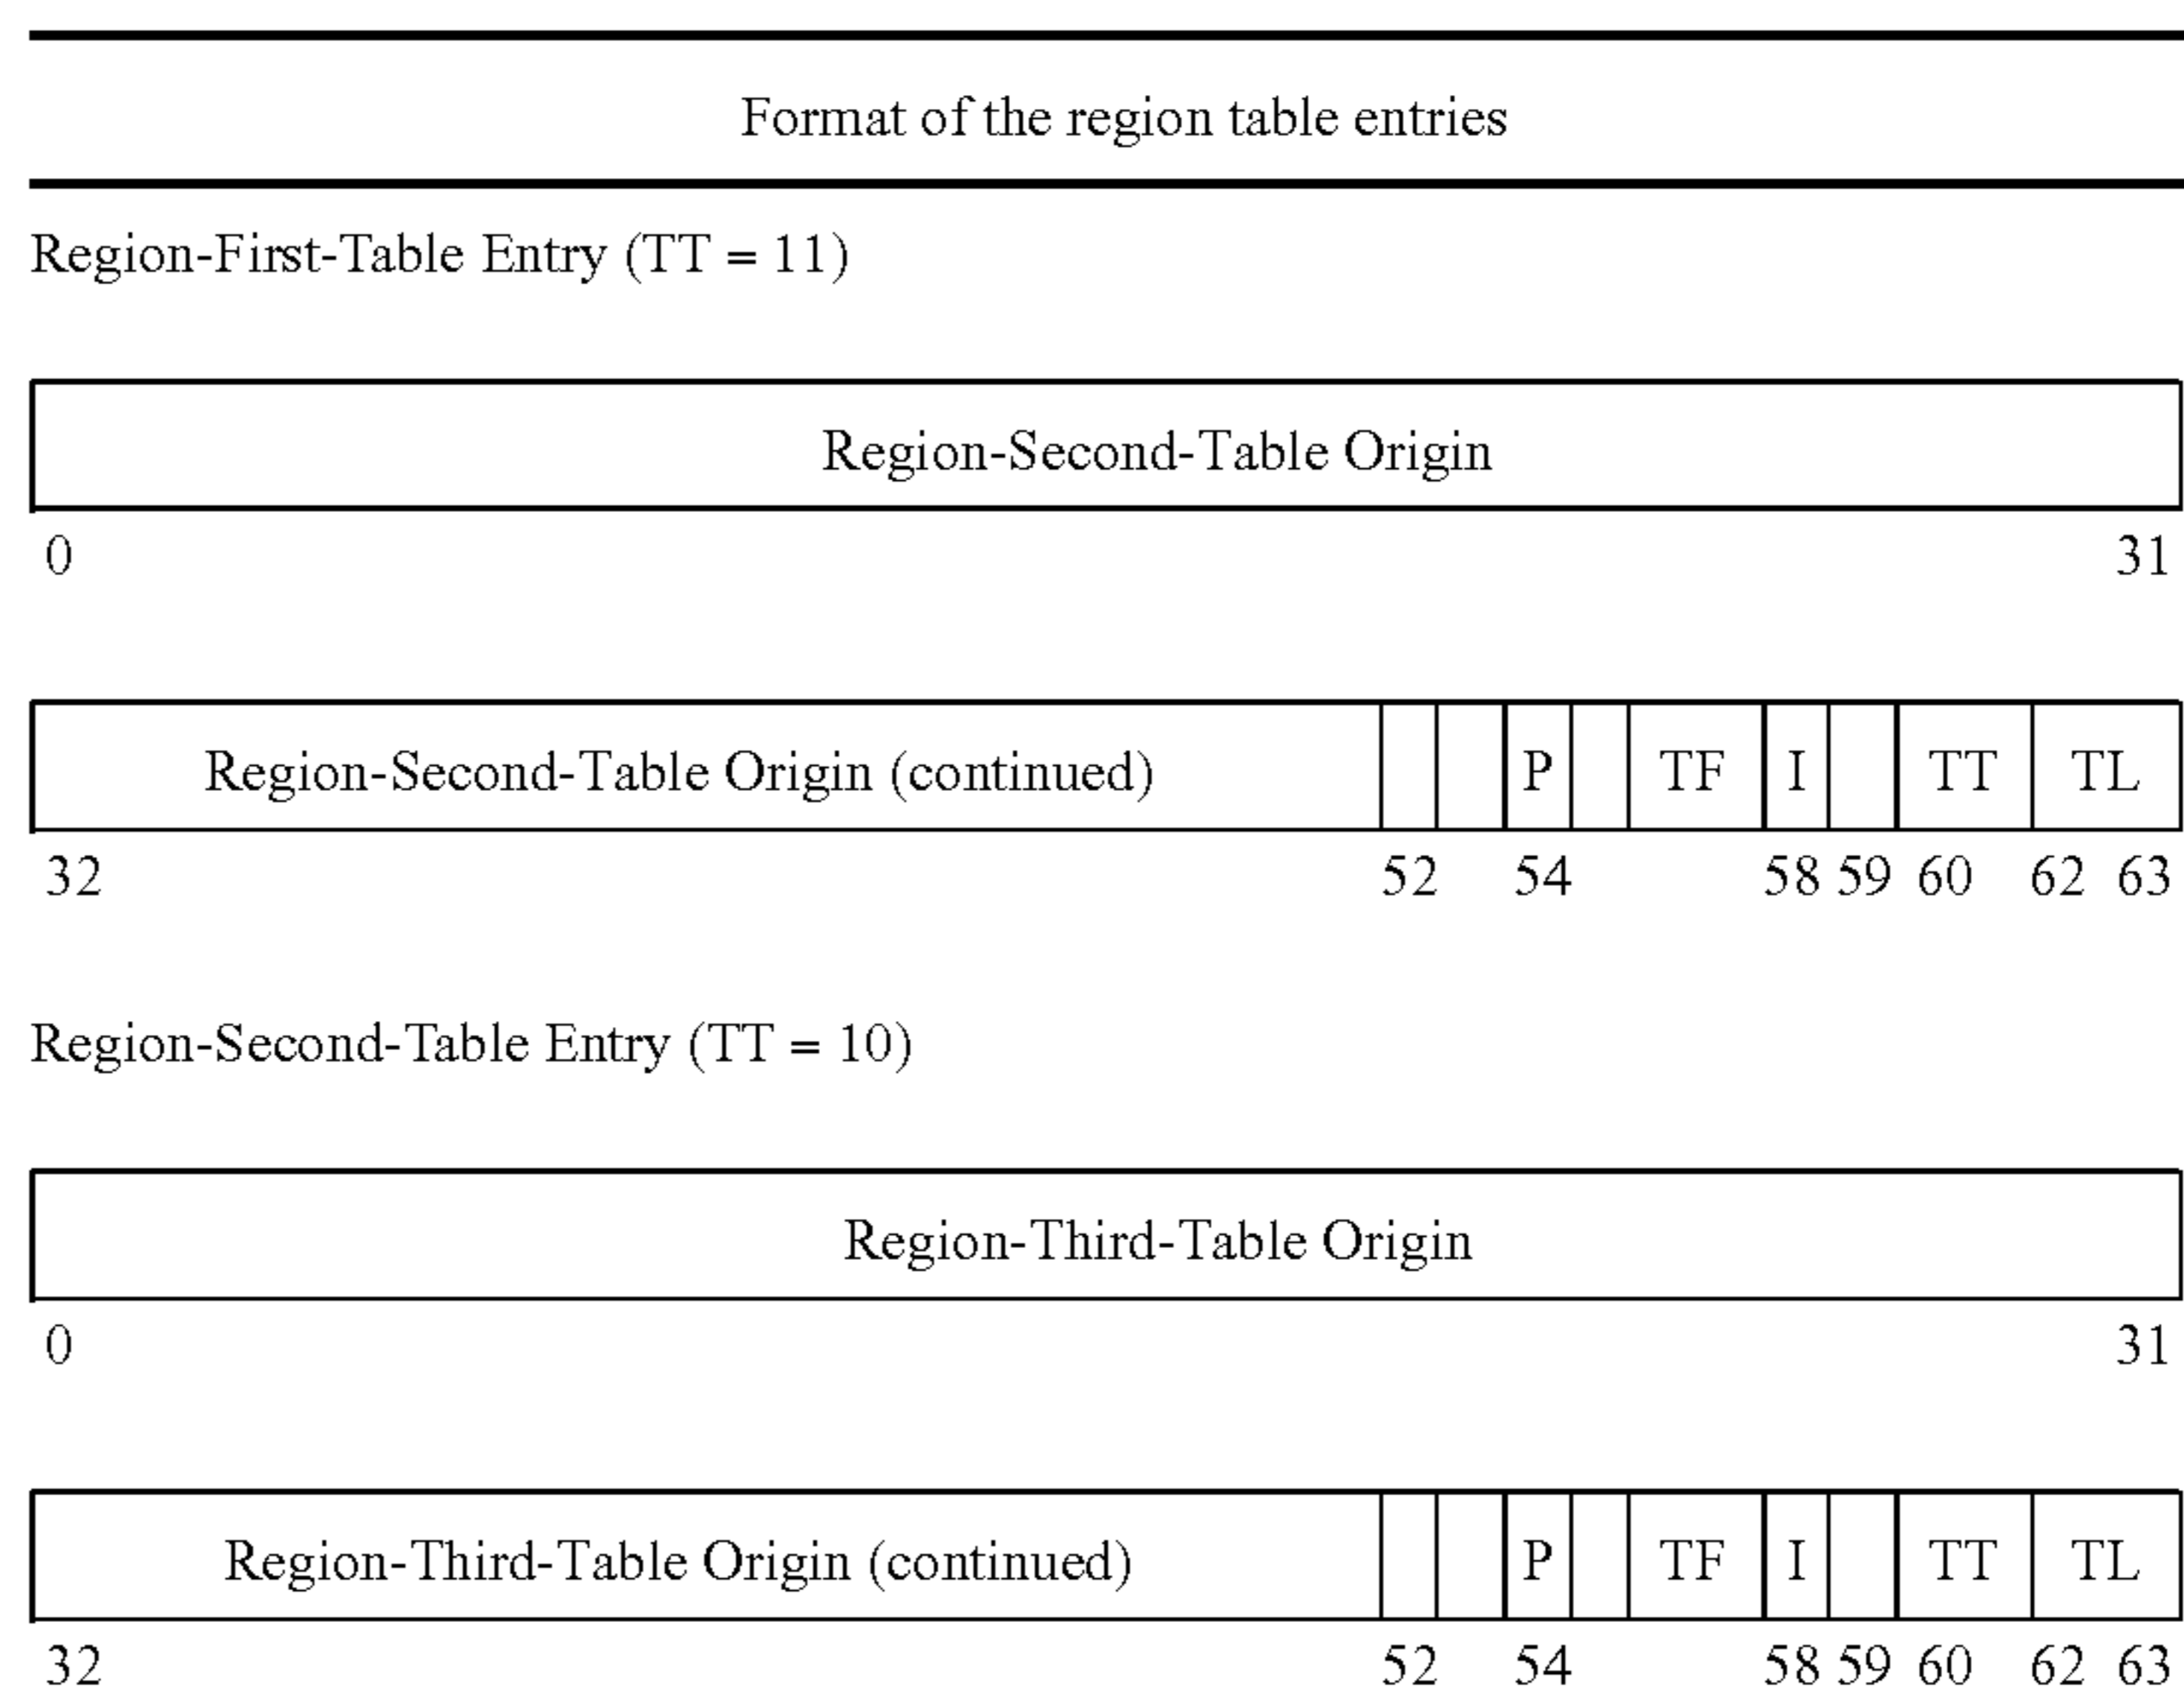 Format of the region table entries
Region-First-Table Entry (TT = 11)
Region-Second-Table Origin
0 31
Region-Second-Table Origin (continued) P TF I TT TL
32 52 54 58 59 60 62 63
Region-Second-Table Entry (TT = 10)
Region-Third-Table Origin
0 31
Region-Third-Table Origin (continued) P TF I TT TL
32 52 54 58 59 60 62 63